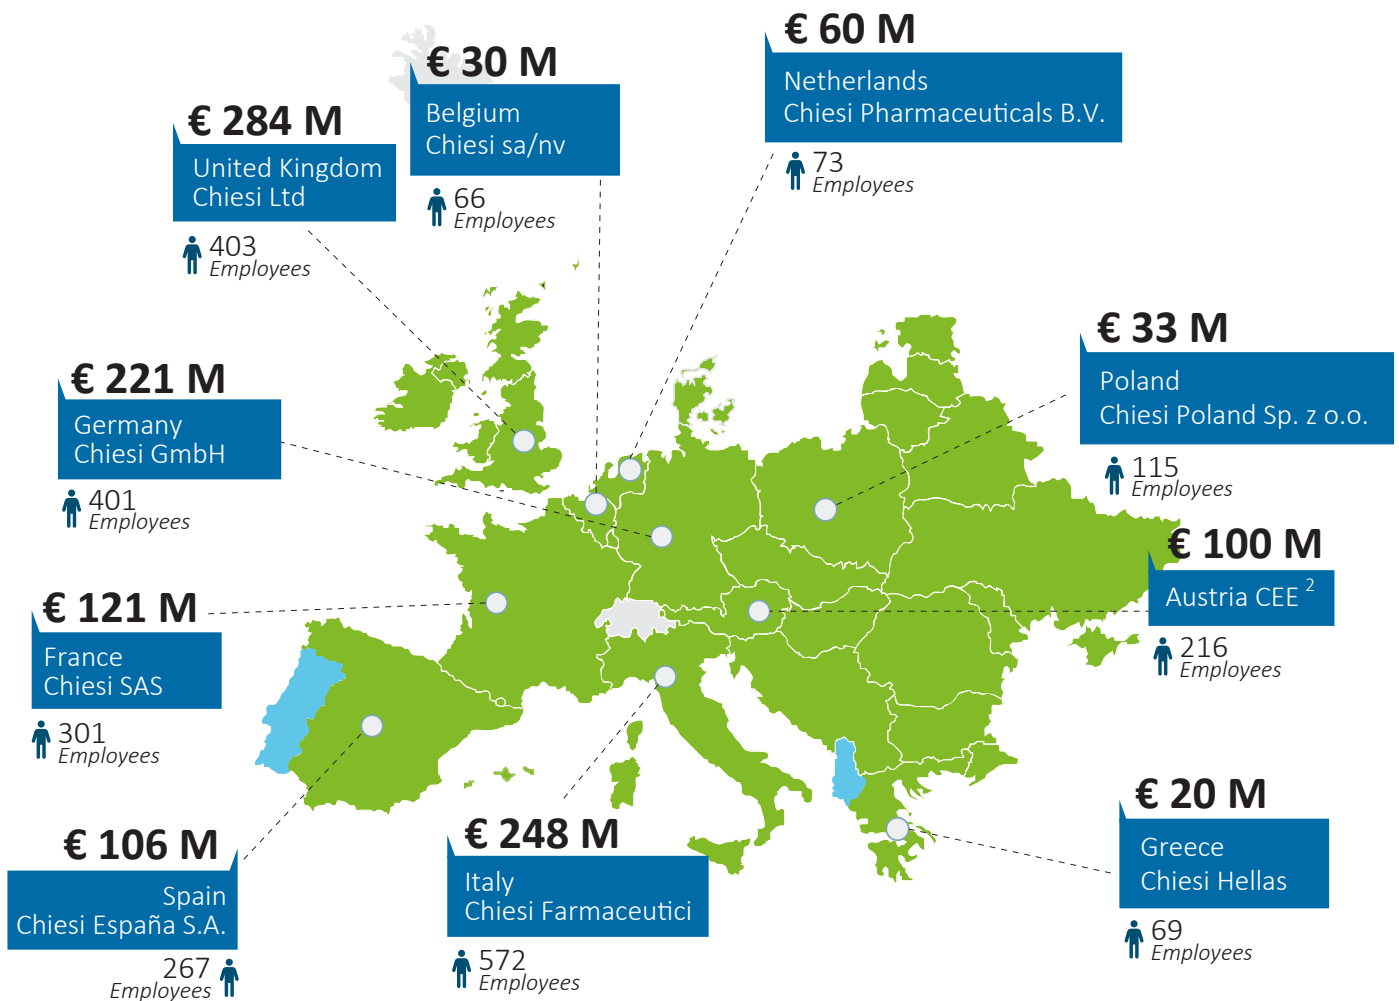 € 60 M
Netherlands
Chiesi Pharmaceuticals B.V.
73
Employees
€ 30 M
Belgium
Chiesi sa/nv
66
Employees
€ 284 M
United Kingdom
Chiesi Ltd
403
Employees
€ 33 M
Poland
Chiesi Poland Sp. z o.o.
115
Employees
€ 221 M
Germany
Chiesi GmbH
401
Employees
€ 100 M
Austria CEE 2
216
Employees
€ 121 M
France
Chiesi SAS
301
Employees
€ 20 M
Greece
Chiesi Hellas
69
Employees
€ 106 M
Spain
Chiesi España S.A.
267
Employees
€ 248 M
Italy
Chiesi Farmaceutici
572
Employees